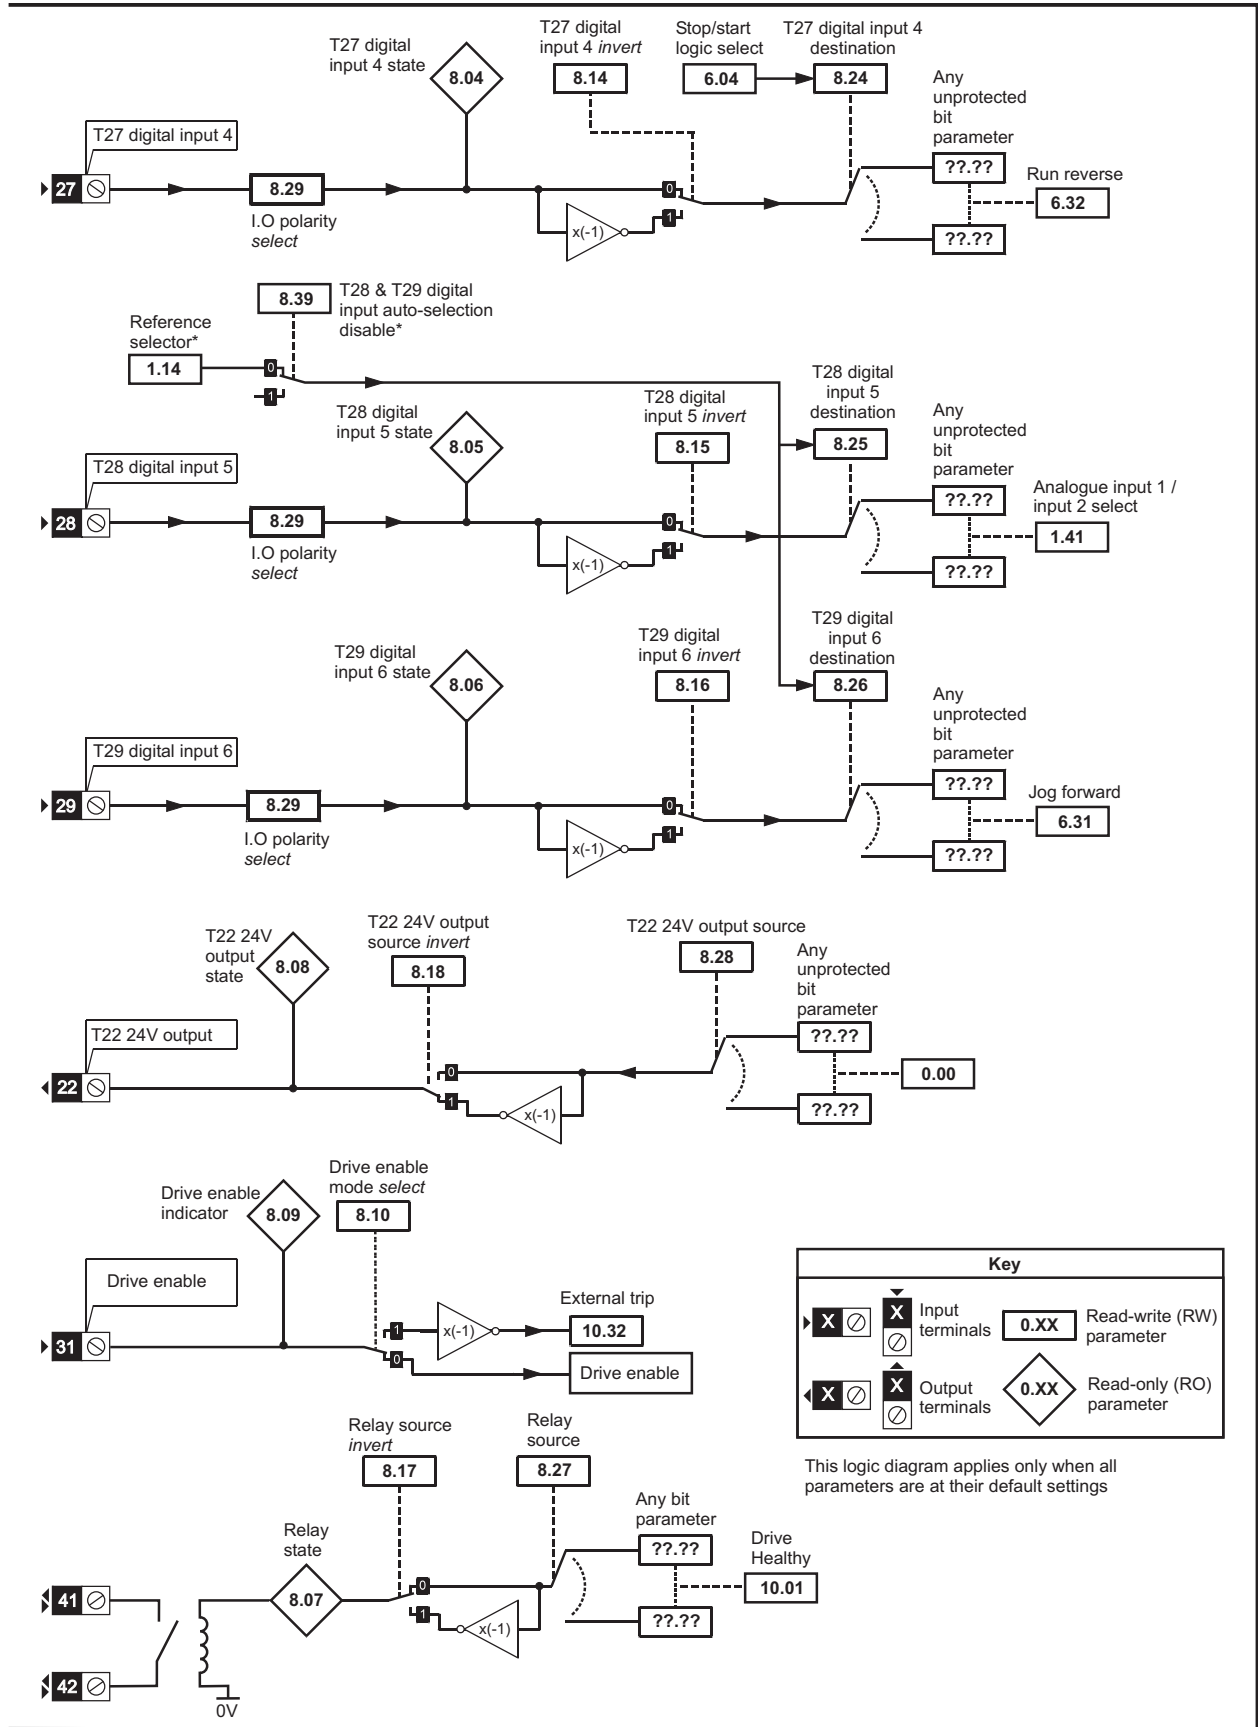 T27 digital
input 4 state
8.04
T27 digital
input 4 invert
8.14
Stop/start
logic select
6.04
T27 digital input 4
destination
8.24
Any
unprotected
bit
parameter
T27 digital input 4
27
8.29
I.O polarity
select
x(-1)
0
1
??.??
??.??
Run reverse
6.32
8.39
T28 & T29 digital
input auto-selection
disable*
Reference
selector*
1.14
0
1
T28 digital
input 5 state
8.05
T28 digital
input 5 invert
8.15
T28 digital
input 5
destination
8.25
Any
unprotected
bit
parameter
T28 digital input 5
28
8.29
I.O polarity
select
x(-1)
0
1
??.??
??.??
Analogue input 1 /
input 2 select
1.41
T29 digital
input 6 state
8.06
T29 digital
input 6 invert
8.16
T29 digital
input 6
destination
8.26
Any
unprotected
bit
parameter
T29 digital input 6
29
8.29
I.O polarity
select
x(-1)
0
1
??.??
??.??
Jog forward
6.31
T22 24V
output
state
8.08
T22 24V output
source invert
8.18
T22 24V output source
8.28
Any
unprotected
bit
parameter
T22 24V output
22
0
1
x(-1)
??.??
??.??
0.00
Drive enable
indicator
8.09
Drive enable
mode select
8.10
Drive enable
31
1
0
x(-1)
External trip
10.32
Drive enable
Key
X
X
Input
terminals
0.XX
Read-write (RW)
parameter
X
X
Output
terminals
0.XX
Read-only (RO)
parameter
This logic diagram applies only when all
parameters are at their default settings
Relay source
invert
8.17
Relay
source
8.27
Any bit
parameter
Relay
state
8.07
0
1
x(-1)
??.??
??.??
Drive
Healthy
10.01
41
42
0V